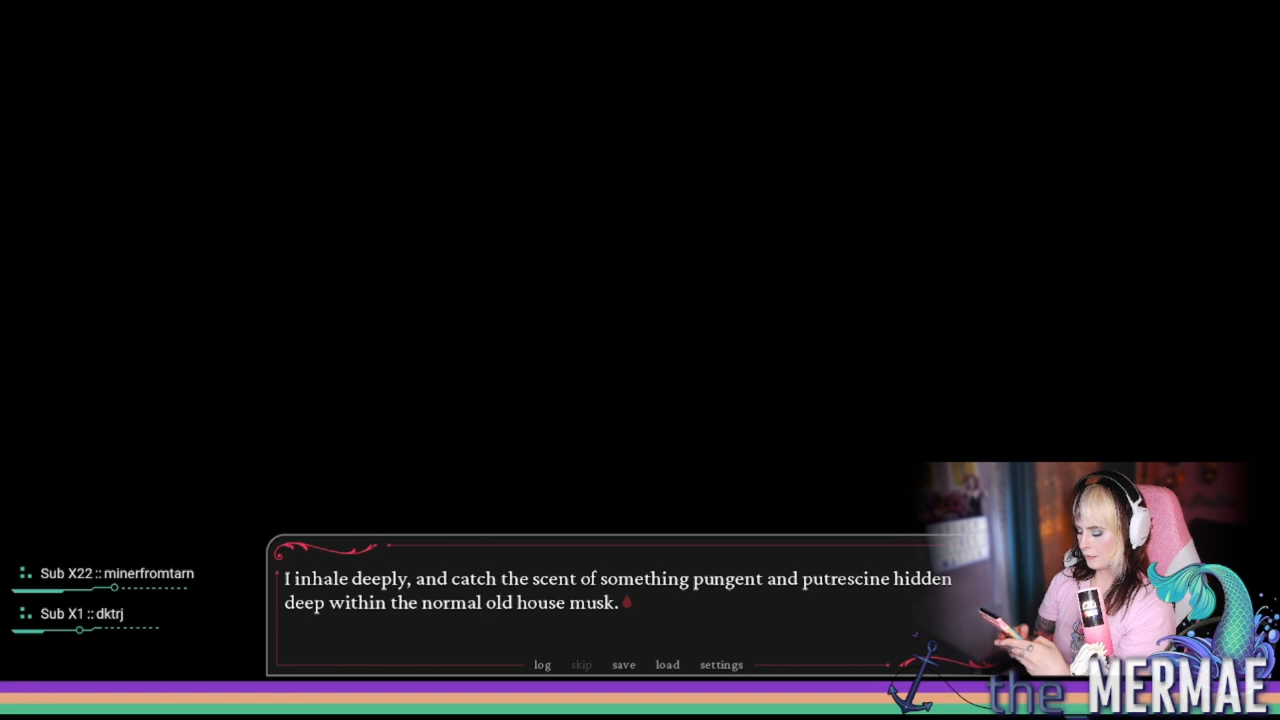 I inhale deeply, and catch the scent of something pungent and putrescine hidden
deep within the normal old house musk.
Sub X22 :: minerfromtarn
Sub X1 :: dktrj
log skip save load settings
the_MERMAE